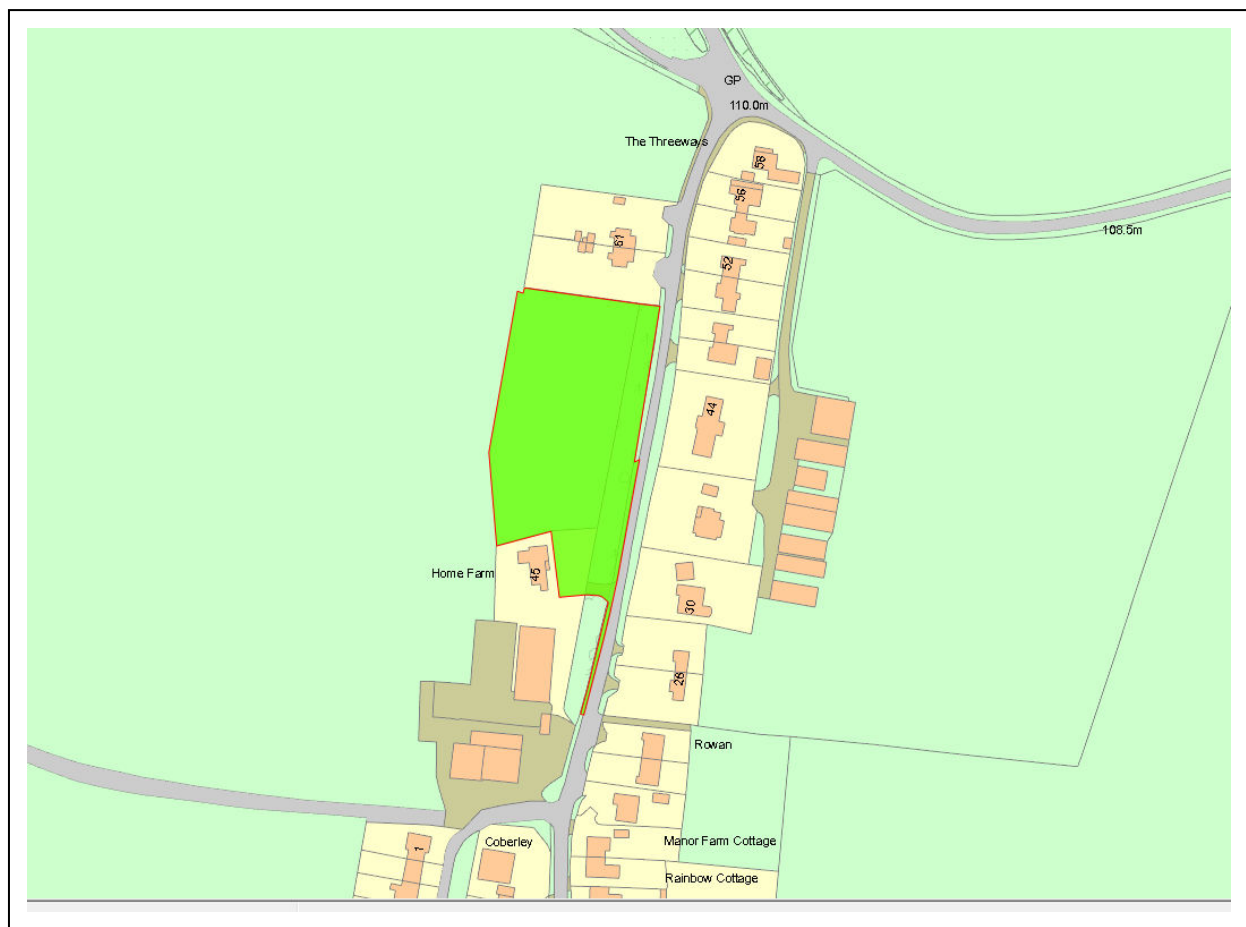 GP
110.0m
The Threeways
58
56
108.5m
61
52
44
Home Farm
45
30
26
Rowan
Coberley
1
Manor Farm Cottage
Rainbow Cottage